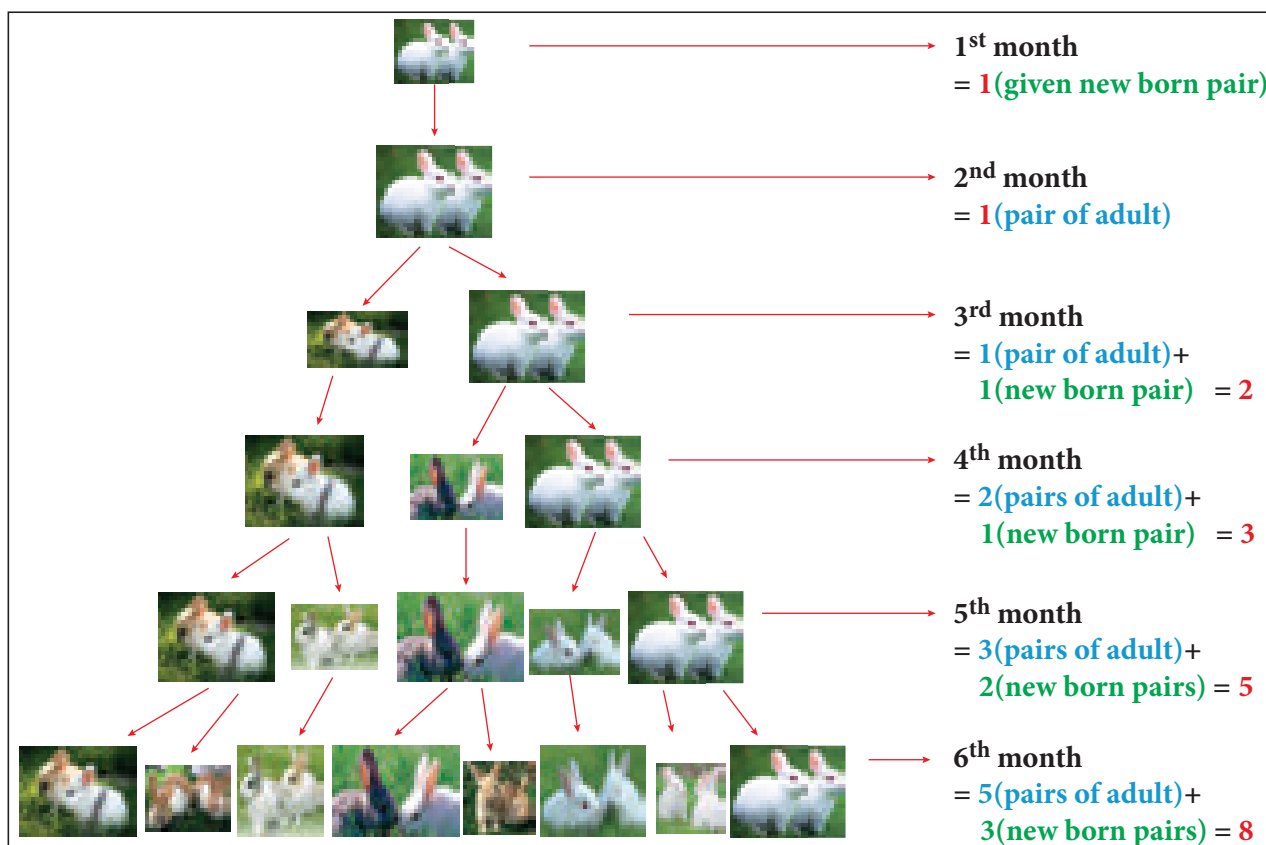 1st month
= 1(given new born pair)
2nd month
= 1(pair of adult)
3rd month
= 1(pair of adult)+
1(new born pair) = 2
4th month
= 2(pairs of adult)+
1(new born pair) = 3
5th month
= 3(pairs of adult)+
2(new born pairs) = 5
6th month
= 5(pairs of adult)+
3(new born pairs) = 8